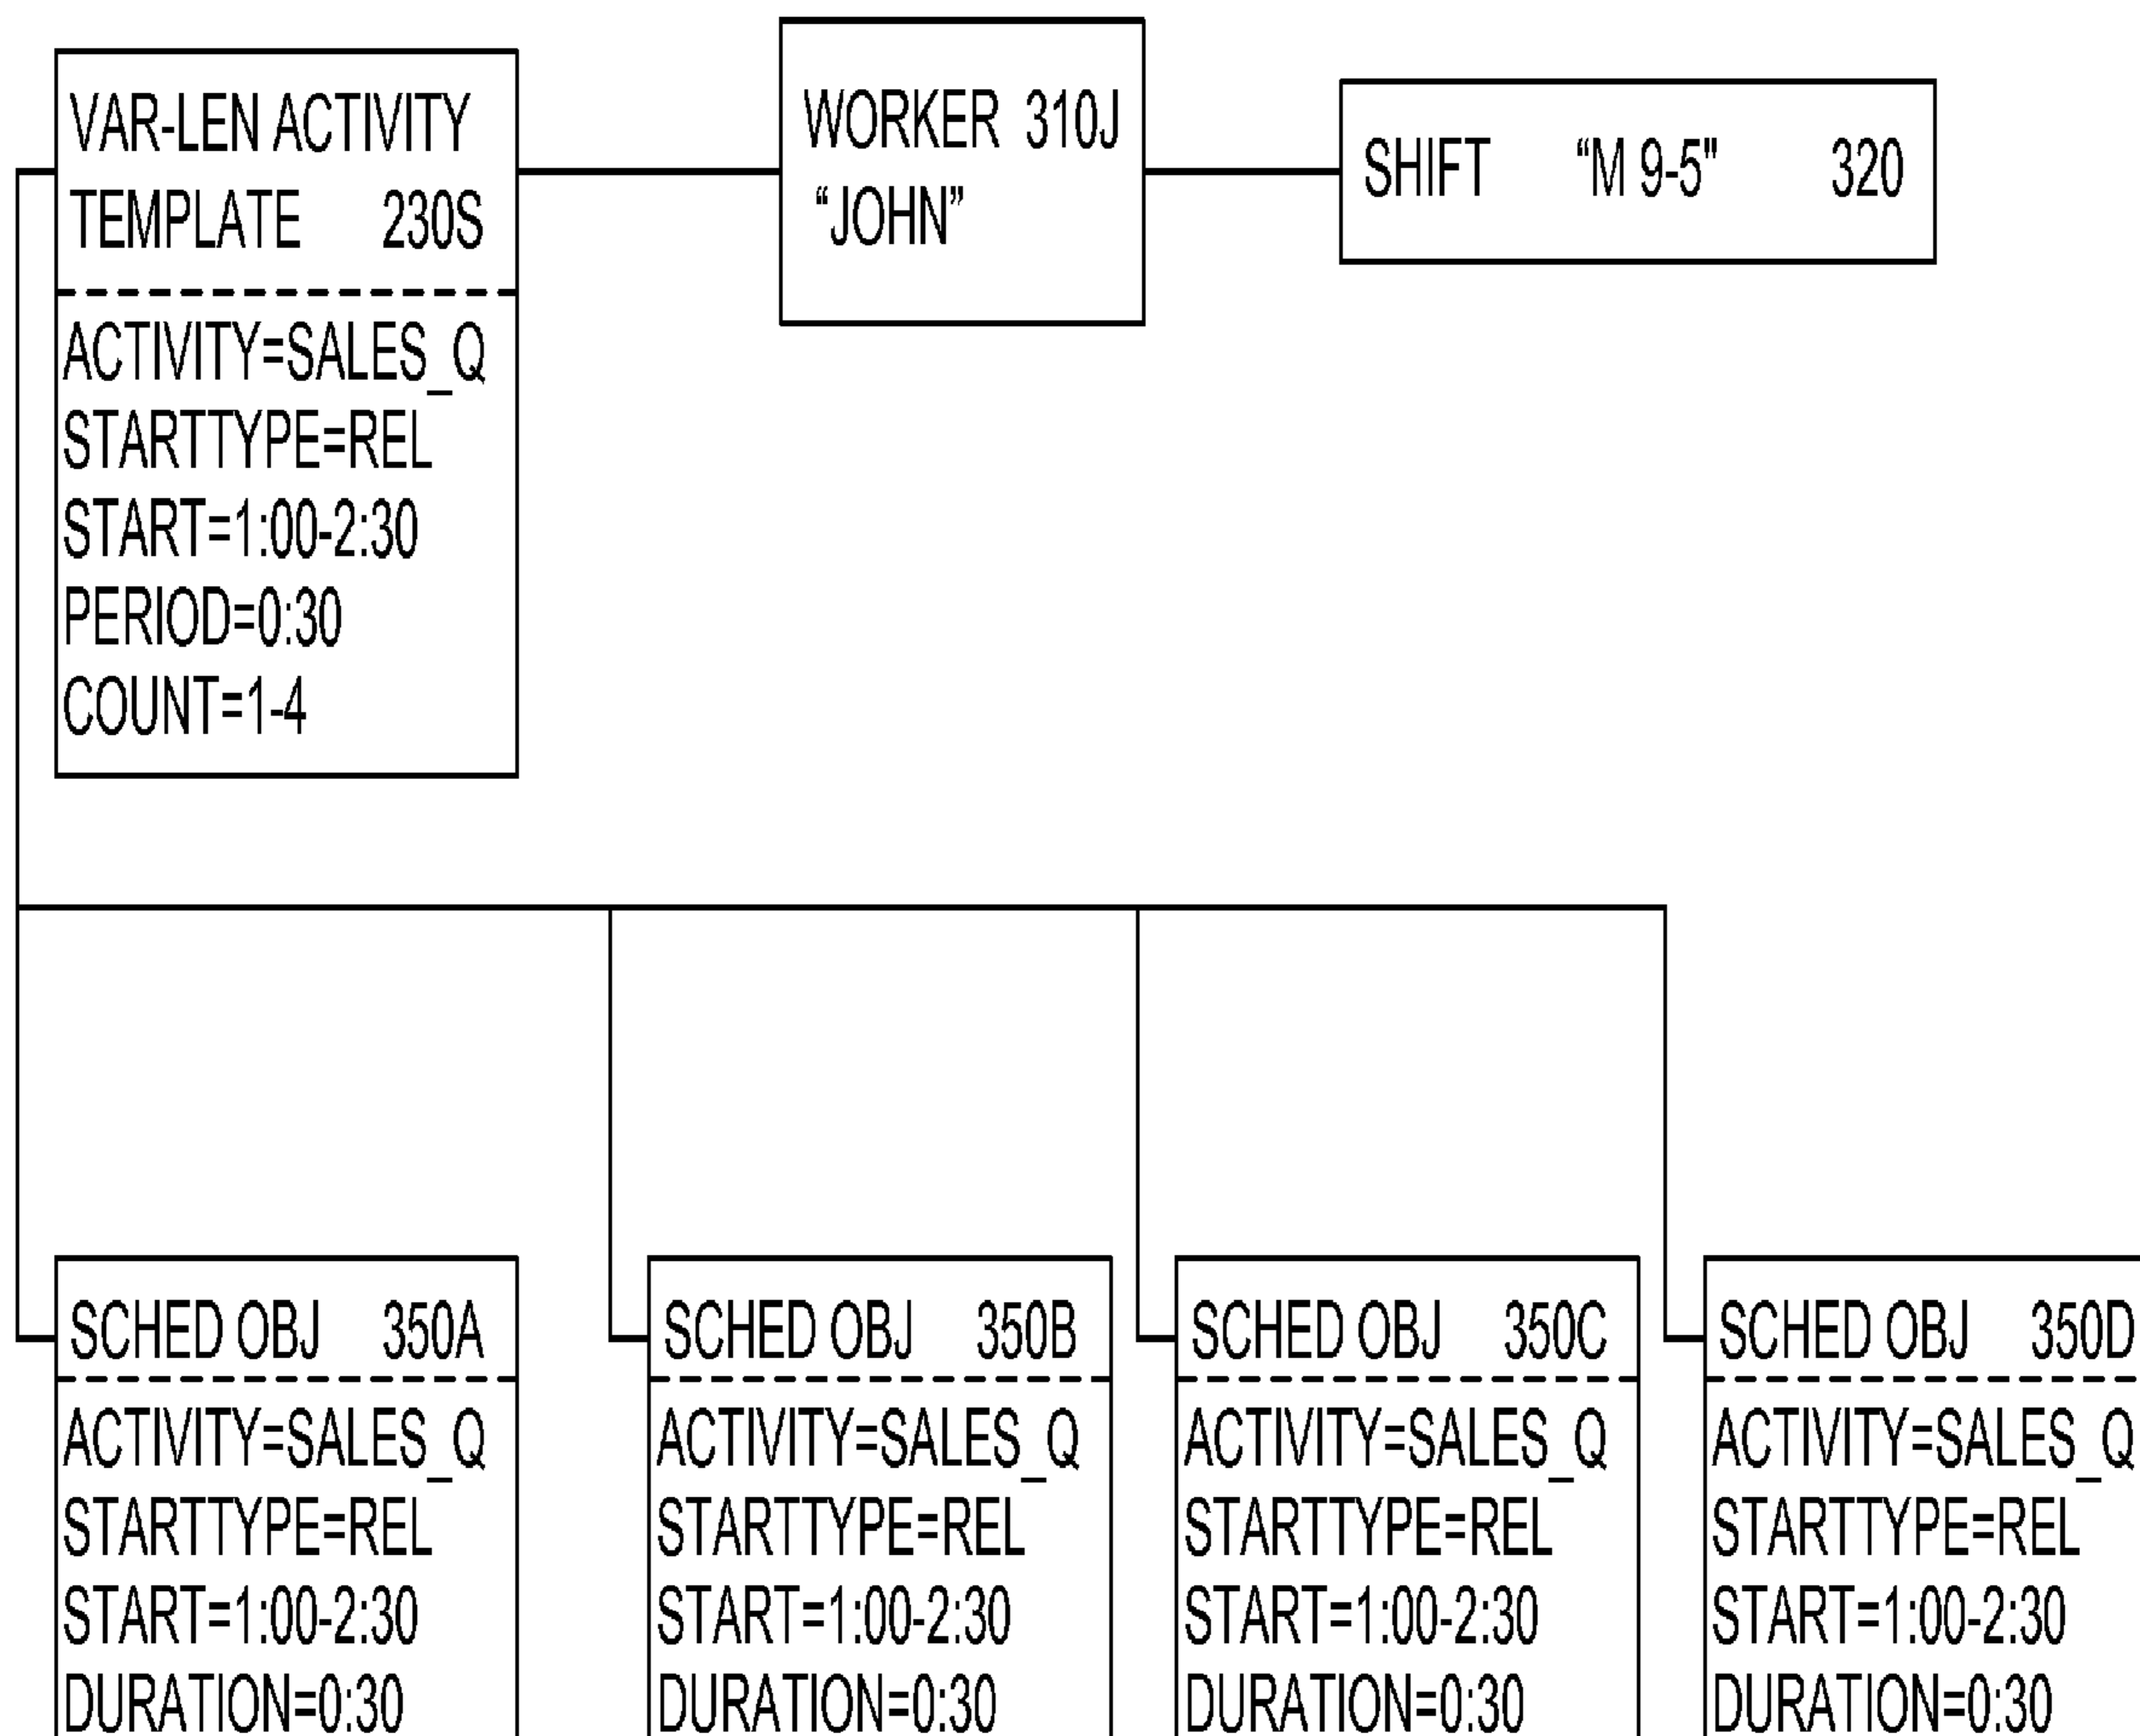 VAR-LEN ACTIVITY
TEMPLATE 230S
ACTIVITY=SALES_Q
STARTTYPE=REL
START=1:00-2:30
PERIOD=0:30
COUNT=1-4
WORKER 310J
“JOHN”
SHIFT “M 9-5" 320
SCHED OBJ 350A
ACTIVITY=SALES_Q
STARTTYPE=REL
START=1:00-2:30
DURATION=0:30
SCHED OBJ 350B
ACTIVITY=SALES_Q
STARTTYPE=REL
START=1:00-2:30
DURATION=0:30
SCHED OBJ 350C
ACTIVITY=SALES_Q
STARTTYPE=REL
START=1:00-2:30
DURATION=0:30
SCHED OBJ 350D
ACTIVITY=SALES_Q
STARTTYPE=REL
START=1:00-2:30
DURATION=0:30